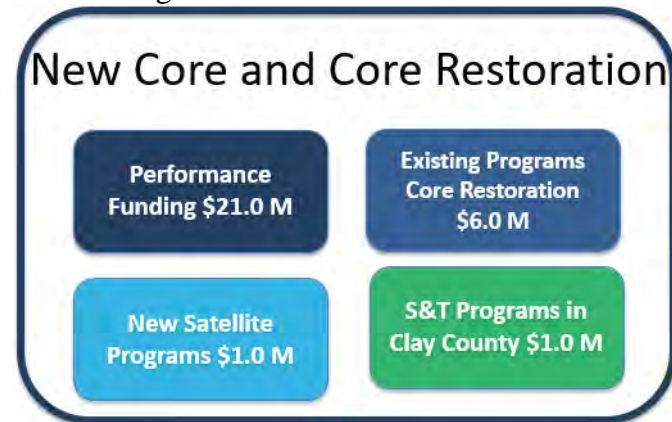 New Core and Core Restoration
Performance
Funding $21.0 M
Existing Programs
Core Restoration
$6.0 M
New Satellite
Programs $1.0 M
S&T Programs in
Clay County $1.0 M